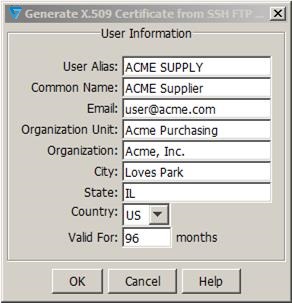 Generate X.509 Certificate from SSH FTP ...
User Information
User Alias: ACME SUPPLY
Common Name: ACME Supplier
Email: user@acme.com
Organization Unit: Acme Purchasing
Organization: Acme, Inc.
City: Loves Park
State: IL
Country: US
Valid For: 96 months
OK Cancel Help